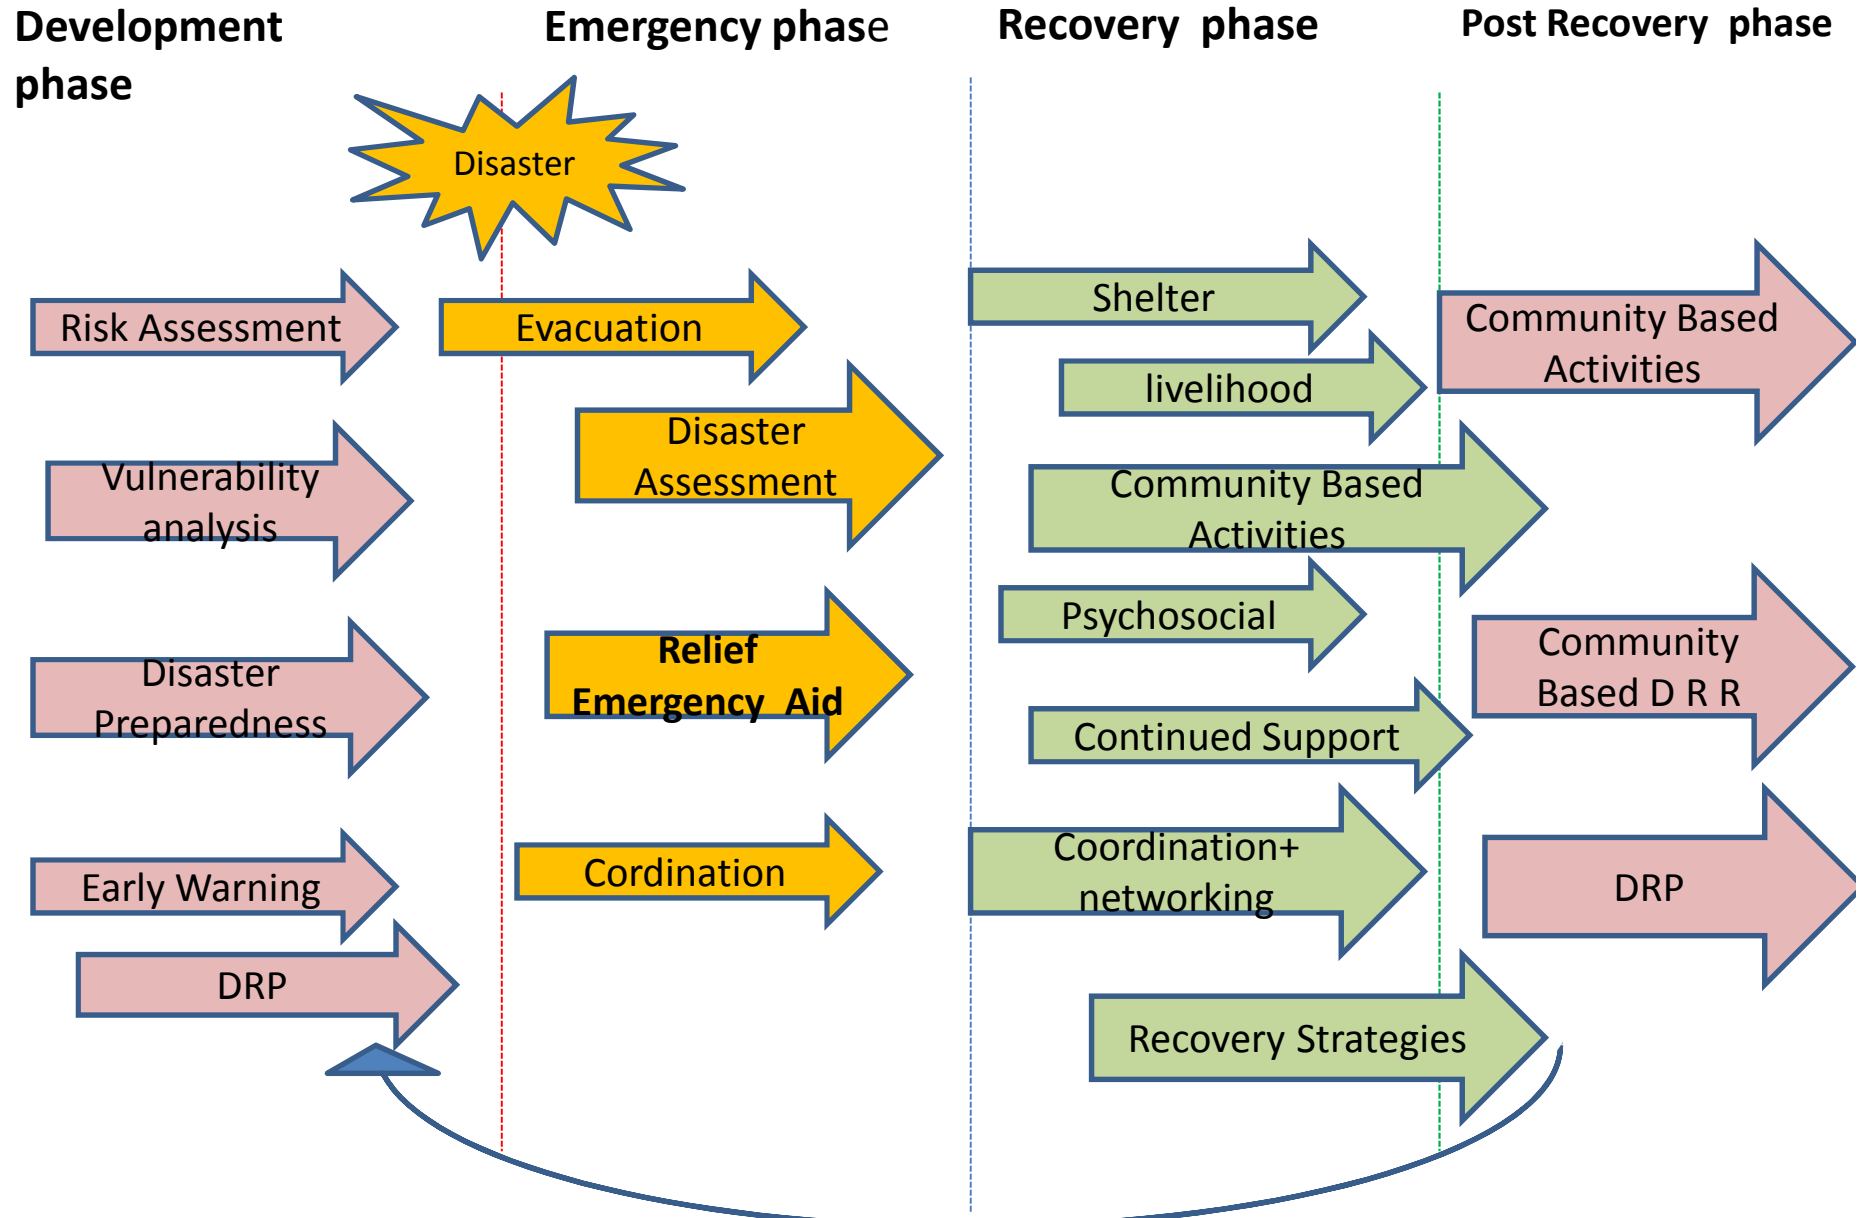 Development
phase
Emergency phase
Recovery  phase
Post Recovery  phase
Disaster
Risk Assessment
Vulnerability
analysis
Disaster
Preparedness
Early Warning
DRP
Evacuation
Disaster
Assessment
Relief
Emergency  Aid
Cordination
Shelter
livelihood
Community Based
Activities
Psychosocial
Continued Support
Coordination+
networking
Recovery Strategies
Community Based
Activities
Community
Based D R R
DRP